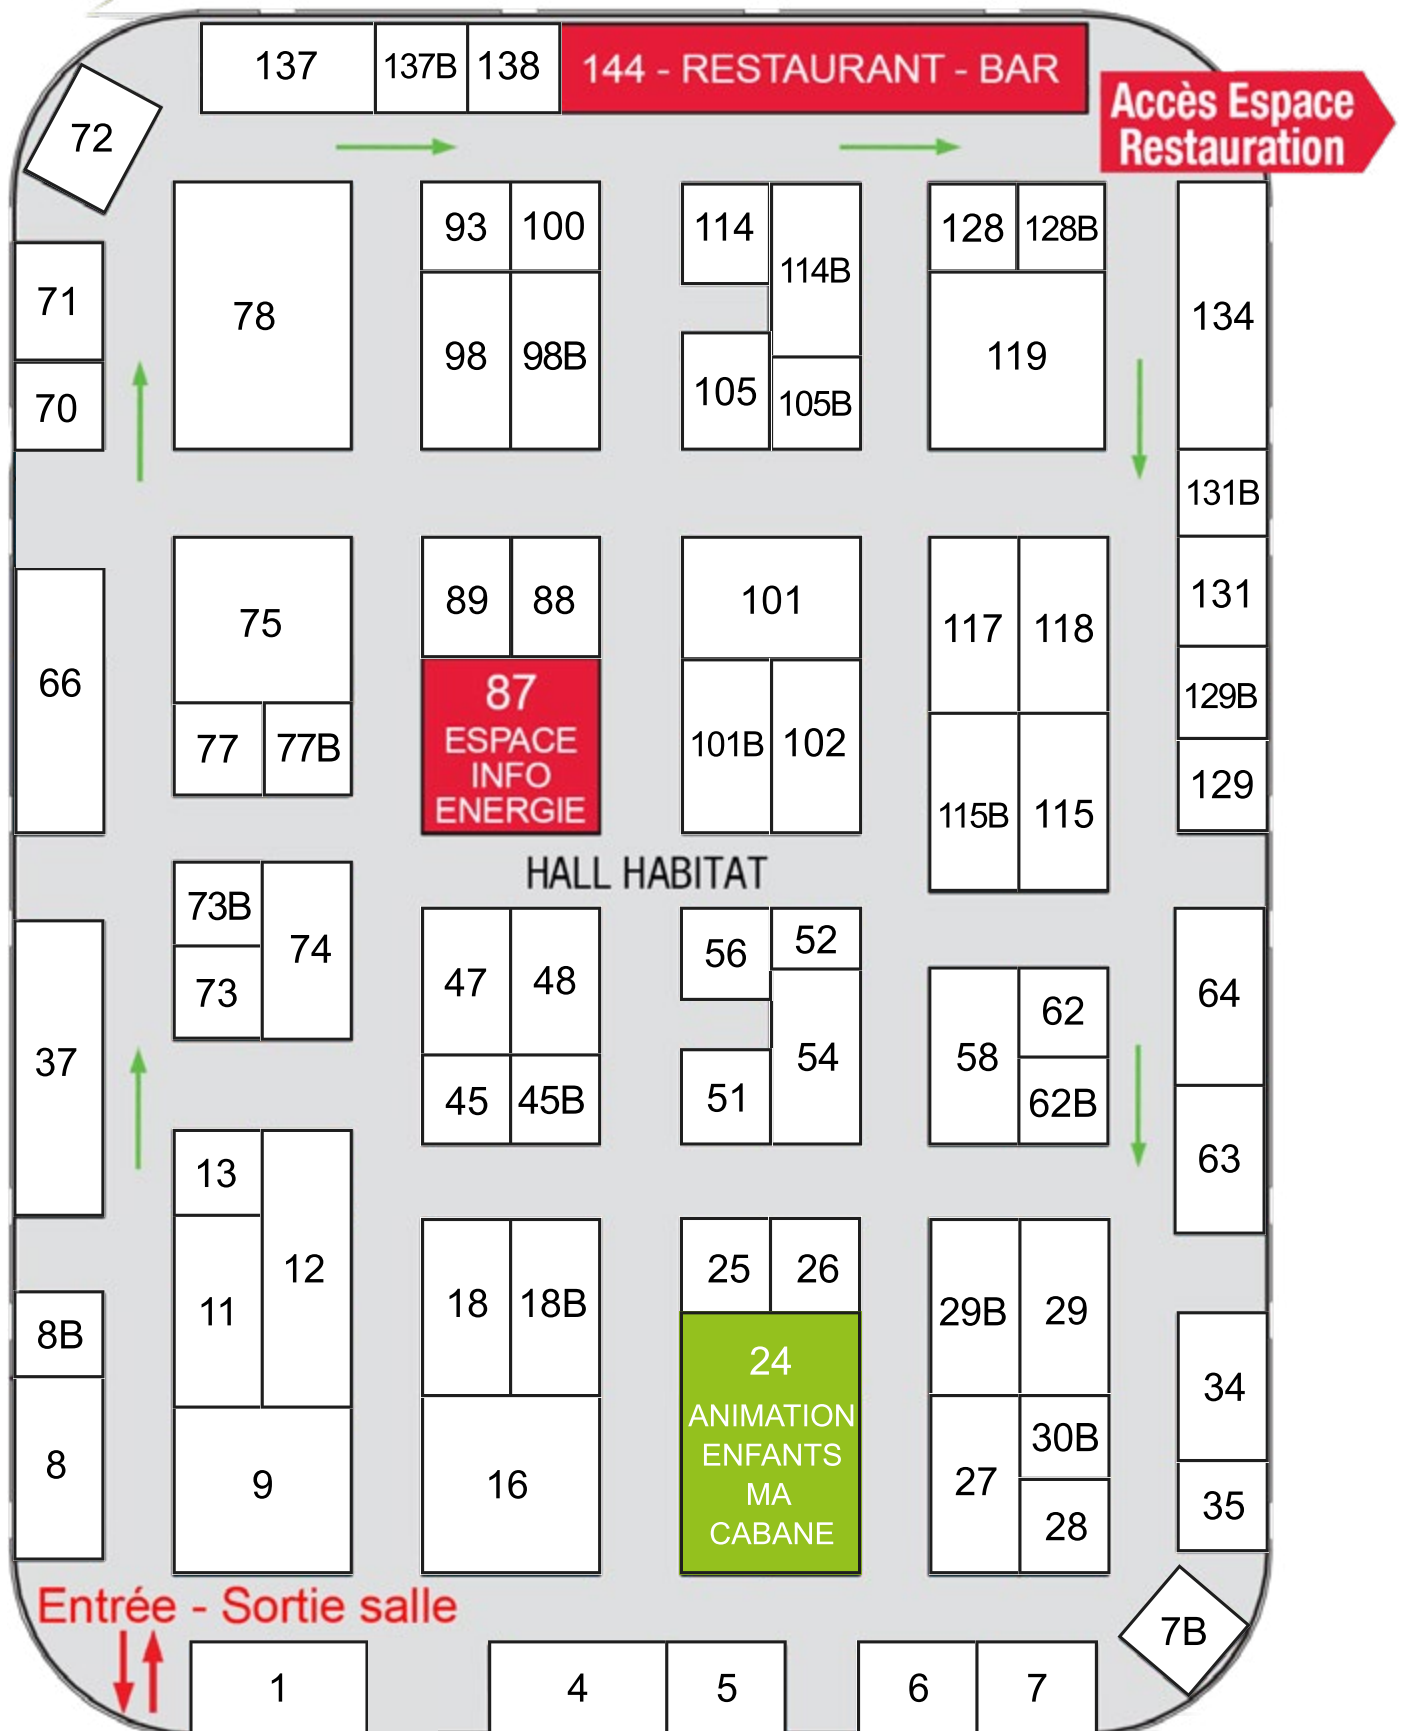 137 137B 138 144 - RESTAURANT - BAR
Accès Espace
Restauration
72
93 100 114 128 128B
71 78 98 98B 114B 119 134
70 105 105B
131B
66 75 89 88 101 117 118 131
87
ESPACE
INFO
ENERGIE
77 77B 101B 102 129B
115B 115 129
HALL HABITAT
73B 74 56 52
73 47 48 64
37 45 45B 51 54 58 62
62B
13 63
11 12 18 18B 25 26 29B 29
8B 24
ANIMATION
ENFANTS
MA
CABANE
34
8 9 16 27 30B
28 35
Entrée - Sortie salle
7B
1 4 5 6 7